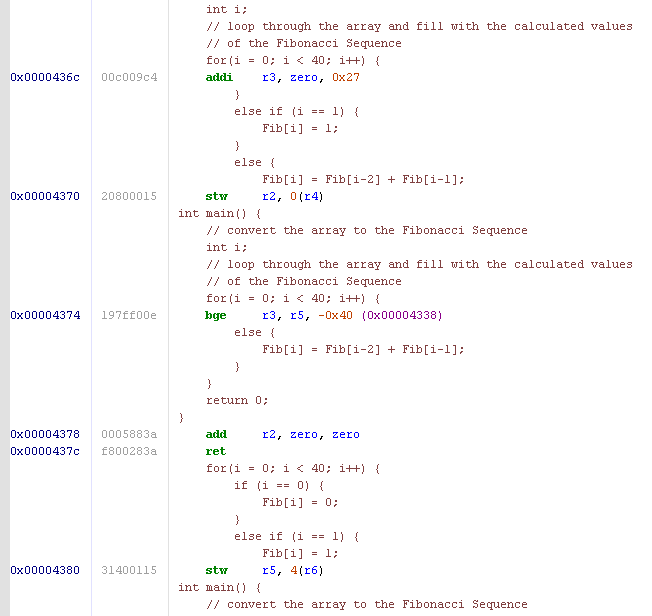 int i;
// loop through the array and fill with the calculated values
// of the Fibonacci Sequence
for(i = 0; i < 40; i++) {
0x0000436c 00c009c4 addi r3, zero, 0x27
}
else if (i == 1) {
Fib[i] = 1;
}
else {
Fib[i] = Fib[i-2] + Fib[i-1];
0x00004370 20800015 stw r2, 0(r4)
int main() {
// convert the array to the Fibonacci Sequence
int i;
// loop through the array and fill with the calculated values
// of the Fibonacci Sequence
for(i = 0; i < 40; i++) {
0x00004374 197ff00e bge r3, r5, -0x40 (0x00004338)
else {
Fib[i] = Fib[i-2] + Fib[i-1];
}
}
return 0;
}
0x00004378 0005883a add r2, zero, zero
0x0000437c f800283a ret
for(i = 0; i < 40; i++) {
if (i == 0) {
Fib[i] = 0;
}
else if (i == 1) {
Fib[i] = 1;
0x00004380 31400115 stw r5, 4(r6)
int main() {
// convert the array to the Fibonacci Sequence